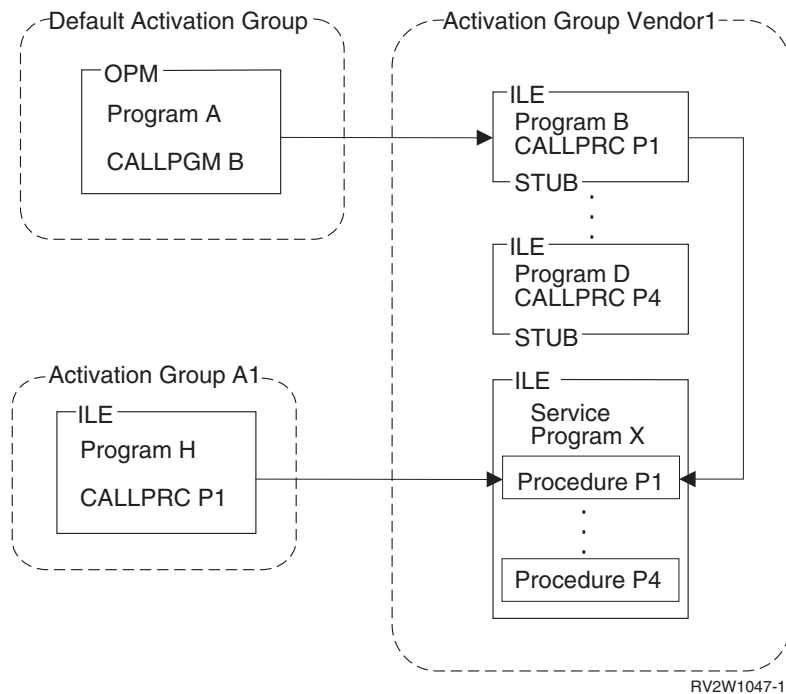 Default Activation Group
OPM
Program A
CALLPGM B
Activation Group Vendor1
ILE
Program B
CALLPRC P1
STUB
ILE
Program D
CALLPRC P4
STUB
Activation Group A1
ILE
Program H
CALLPRC P1
ILE
Service
Program X
Procedure P1
Procedure P4
RV2W1047-1